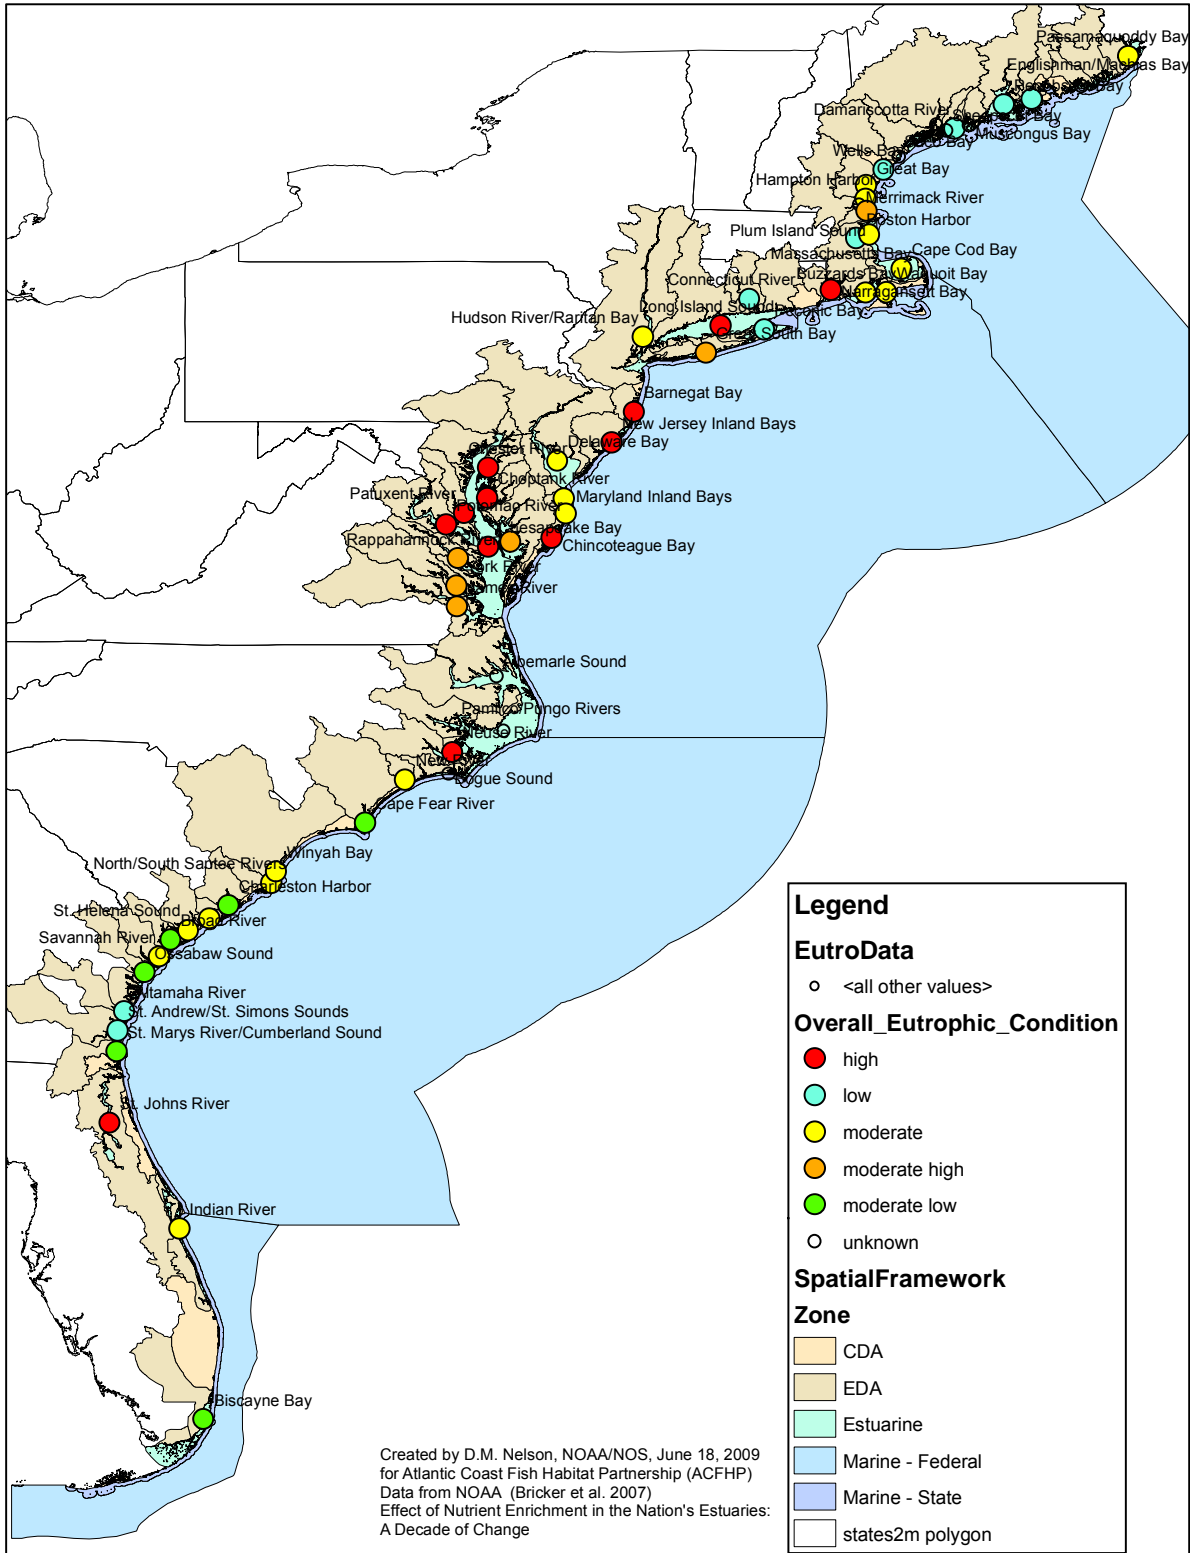 Passamaquoddy Bay
Englishman/Machias Bay
Penobscot Bay
Damariscotta River
Sheepscot Bay
Muscongus Bay
Saco Bay
Wells Bay
Great Bay
Hampton Harbor
Merrimack River
Boston Harbor
Plum Island Sound
Massachusetts Bay
Cape Cod Bay
Buzzards Bay
Waquoit Bay
Connecticut River
Narragansett Bay
Long Island Sound
Peconic Bay
Hudson River/Raritan Bay
Great South Bay
Barnegat Bay
New Jersey Inland Bays
Delaware Bay
Chester River
Choptank River
Patuxent River
Maryland Inland Bays
Potomac River
Chesapeake Bay
Rappahannock River
Chincoteague Bay
York River
James River
Albemarle Sound
Pamlico/Pungo Rivers
Neuse River
New River
Bogue Sound
Cape Fear River
Winyah Bay
North/South Santee Rivers
Charleston Harbor
St. Helena Sound
Broad River
Savannah River
Ossabaw Sound
Altamaha River
St. Andrew/St. Simons Sounds
St. Marys River/Cumberland Sound
St. Johns River
Indian River
Biscayne Bay
Legend
EutroData
<all other values>
Overall_Eutrophic_Condition
high
low
moderate
moderate high
moderate low
unknown
SpatialFramework
Zone
CDA
EDA
Estuarine
Marine - Federal
Marine - State
states2m polygon
Created by D.M. Nelson, NOAA/NOS, June 18, 2009
for Atlantic Coast Fish Habitat Partnership (ACFHP)
Data from NOAA (Bricker et al. 2007)
Effect of Nutrient Enrichment in the Nation's Estuaries:
A Decade of Change